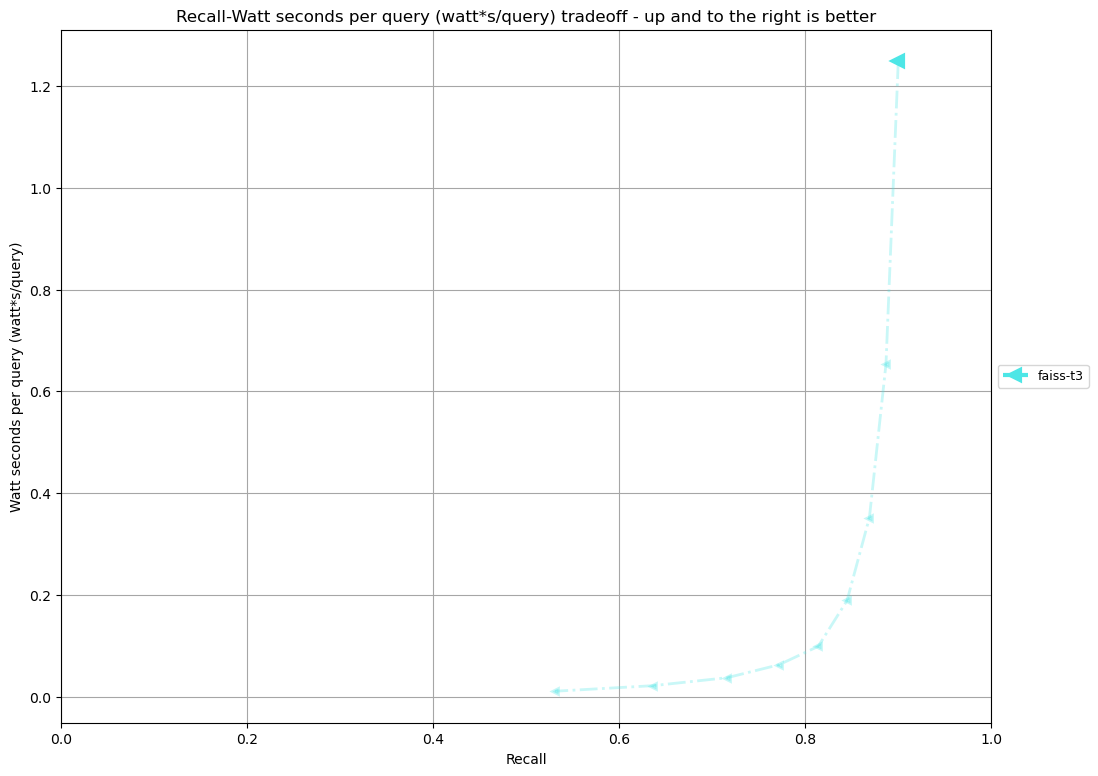 Recall-Watt seconds per query (watt*s/query) tradeoff - up and to the right is better
Watt seconds per query (watt*s/query)
1.2
1.0
0.8
0.6
0.4
0.2
0.0
0.0 0.2 0.4 0.6 0.8 1.0
Recall
faiss-t3